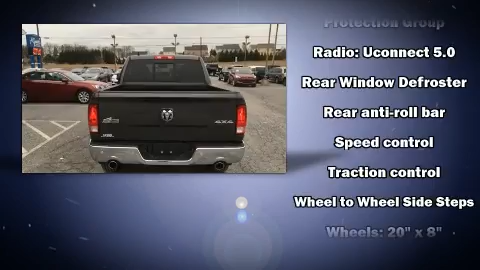 Protection Group
Radio: Uconnect 5.0
Rear Window Defroster
Rear anti-roll bar
Speed control
Traction control
Wheel to Wheel Side Steps
Wheels: 20" x 8"
4X4